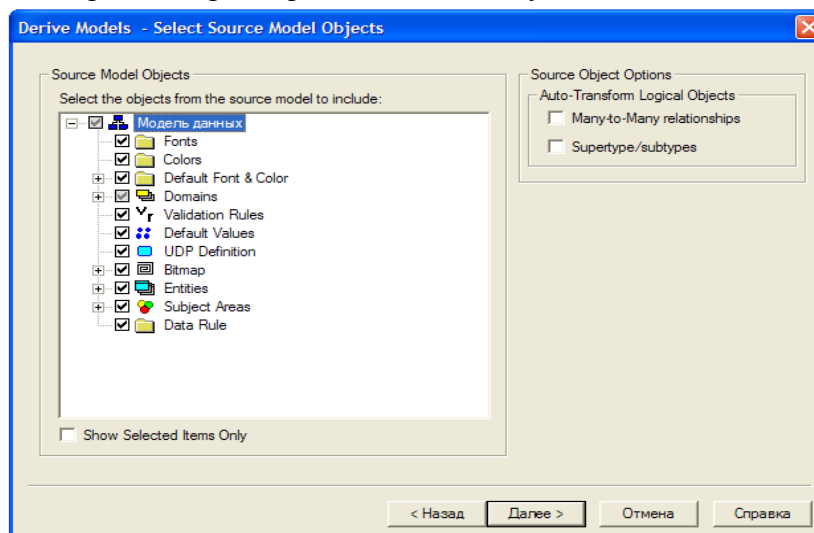 Derive Models - Select Source Model Objects
Source Model Objects
Select the objects from the source model to include:
Модель данных
Fonts
Colors
Default Font & Color
Domains
Validation Rules
Default Values
UDP Definition
Bitmap
Entities
Subject Areas
Data Rule
Show Selected Items Only
Source Object Options
Auto-Transform Logical Objects
Many-to-Many relationships
Supertype/subtypes
< Назад
Далее >
Отмена
Справка